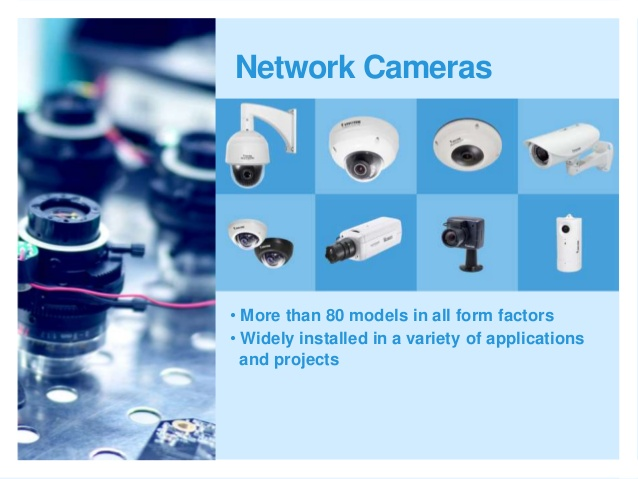 Network Cameras
• More than 80 models in all form factors
• Widely installed in a variety of applications
and projects